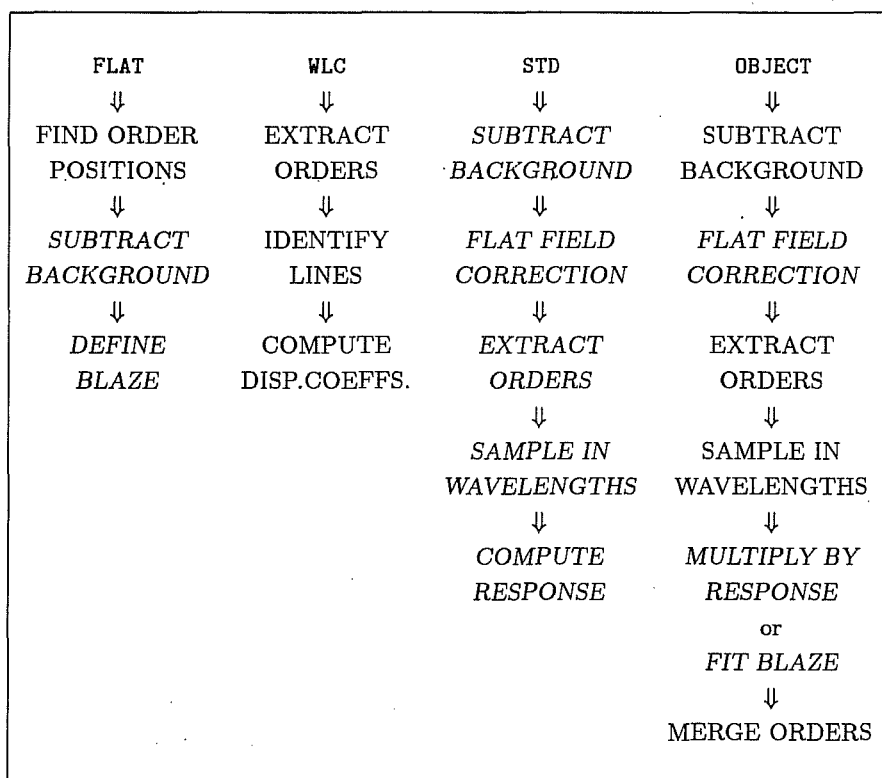 FLAT WLC STD OBJECT
⇓ ⇓ ⇓ ⇓
FIND ORDER EXTRACT SUBTRACT SUBTRACT
POSITIONS ORDERS BACKGROUND BACKGROUND
⇓ ⇓ ⇓ ⇓
SUBTRACT IDENTIFY FLAT FIELD FLAT FIELD
BACKGROUND LINES CORRECTION CORRECTION
⇓ ⇓ ⇓ ⇓
DEFINE COMPUTE EXTRACT EXTRACT
BLAZE DISP.COEFFS. ORDERS ORDERS
⇓ ⇓
SAMPLE IN SAMPLE IN
WAVELENGTHS WAVELENGTHS
⇓ ⇓
COMPUTE MULTIPLY BY
RESPONSE RESPONSE
or
FIT BLAZE
⇓
MERGE ORDERS